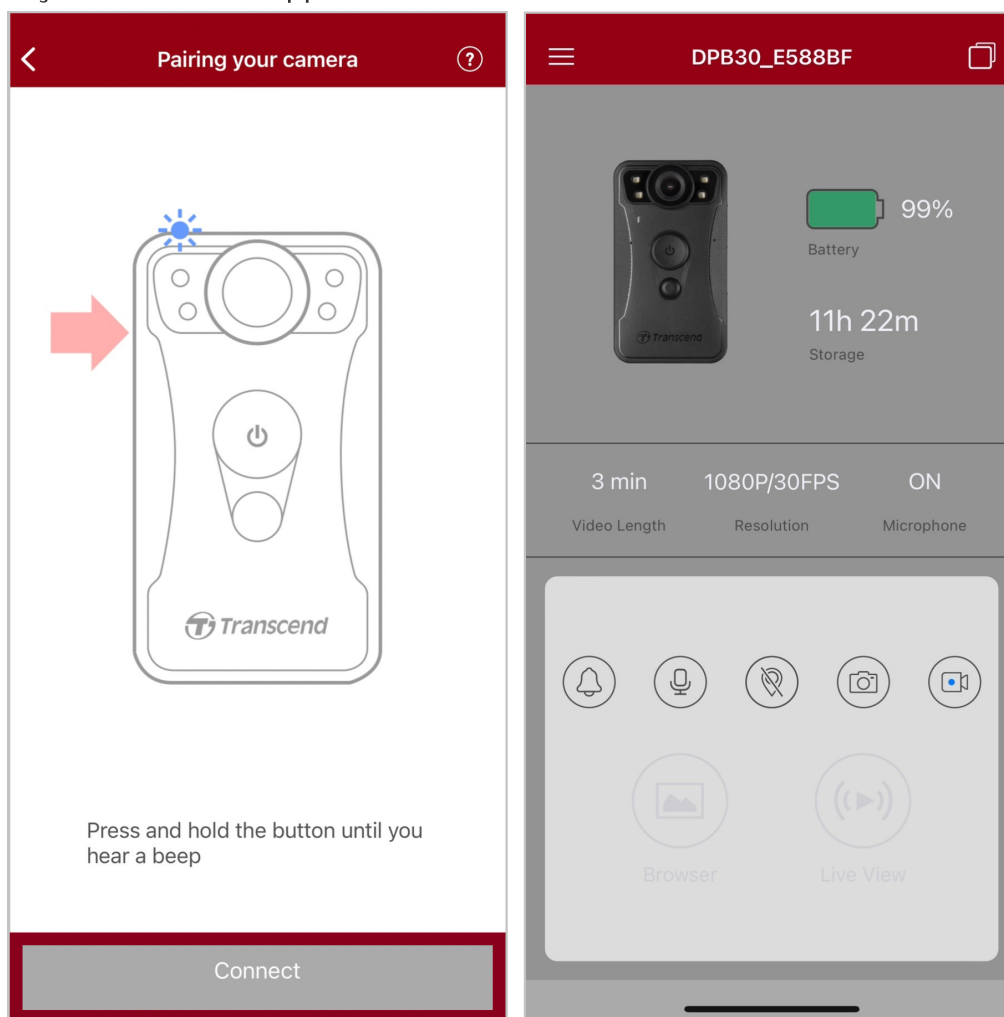 Pairing your camera
?
Transcend
Press and hold the button until you
hear a beep
Connect
DPB30_E588BF
Transcend
99%
Battery
11h 22m
Storage
3 min 1080P/30FPS ON
Video Length Resolution Microphone
Browser Live View